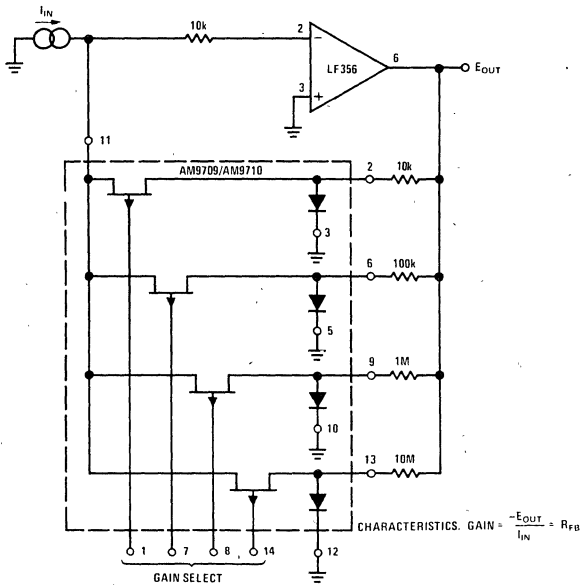 I_IN
10k
2
6
LF356
E_OUT
3
11
AM9709/AM9710
2
10k
3
6
100k
5
9
1M
10
13
10M
CHARACTERISTICS. GAIN = -E_OUT / I_IN = R_FB
1
7
8
14
12
GAIN SELECT